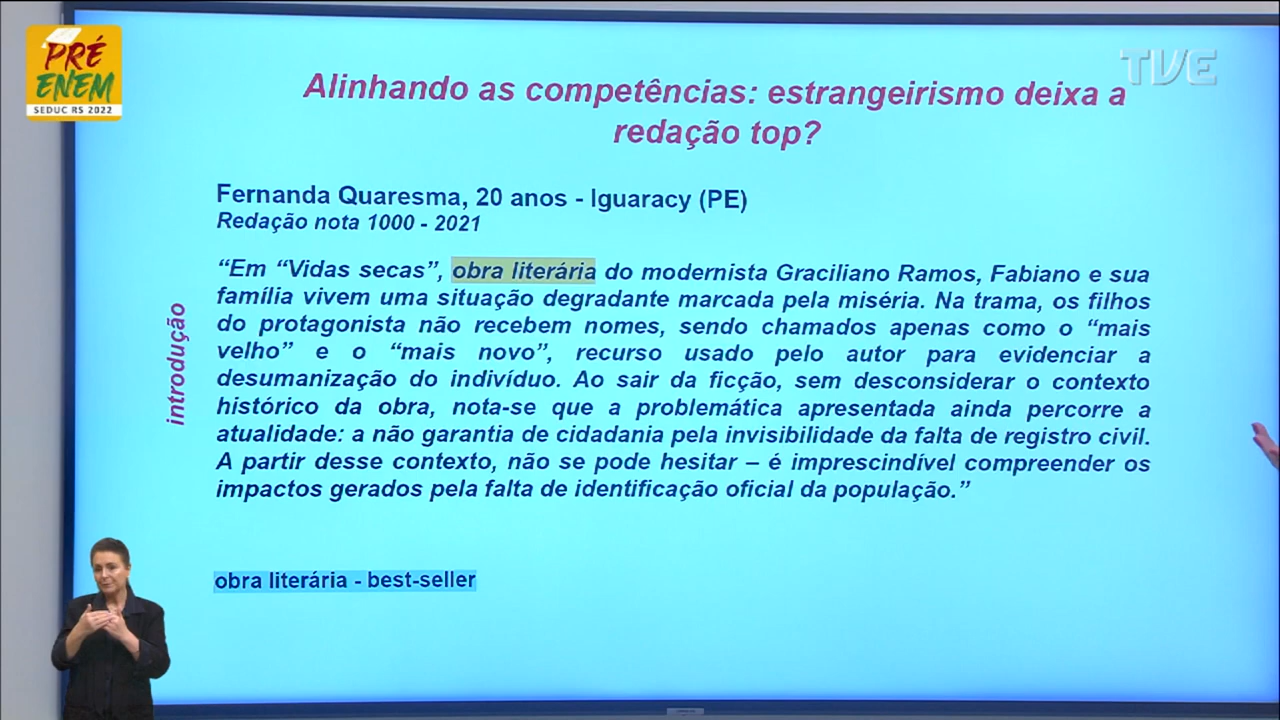 PRÉ
ENEM
SEDUC RS 2022
TVE
Alinhando as competências: estrangeirismo deixa a
redação top?
Fernanda Quaresma, 20 anos - Iguaracy (PE)
Redação nota 1000 - 2021
introdução
“Em “Vidas secas”, obra literária do modernista Graciliano Ramos, Fabiano e sua
família vivem uma situação degradante marcada pela miséria. Na trama, os filhos
do protagonista não recebem nomes, sendo chamados apenas como o “mais
velho” e o “mais novo”, recurso usado pelo autor para evidenciar a
desumanização do indivíduo. Ao sair da ficção, sem desconsiderar o contexto
histórico da obra, nota-se que a problemática apresentada ainda percorre a
atualidade: a não garantia de cidadania pela invisibilidade da falta de registro civil.
A partir desse contexto, não se pode hesitar – é imprescindível compreender os
impactos gerados pela falta de identificação oficial da população.”
obra literária - best-seller